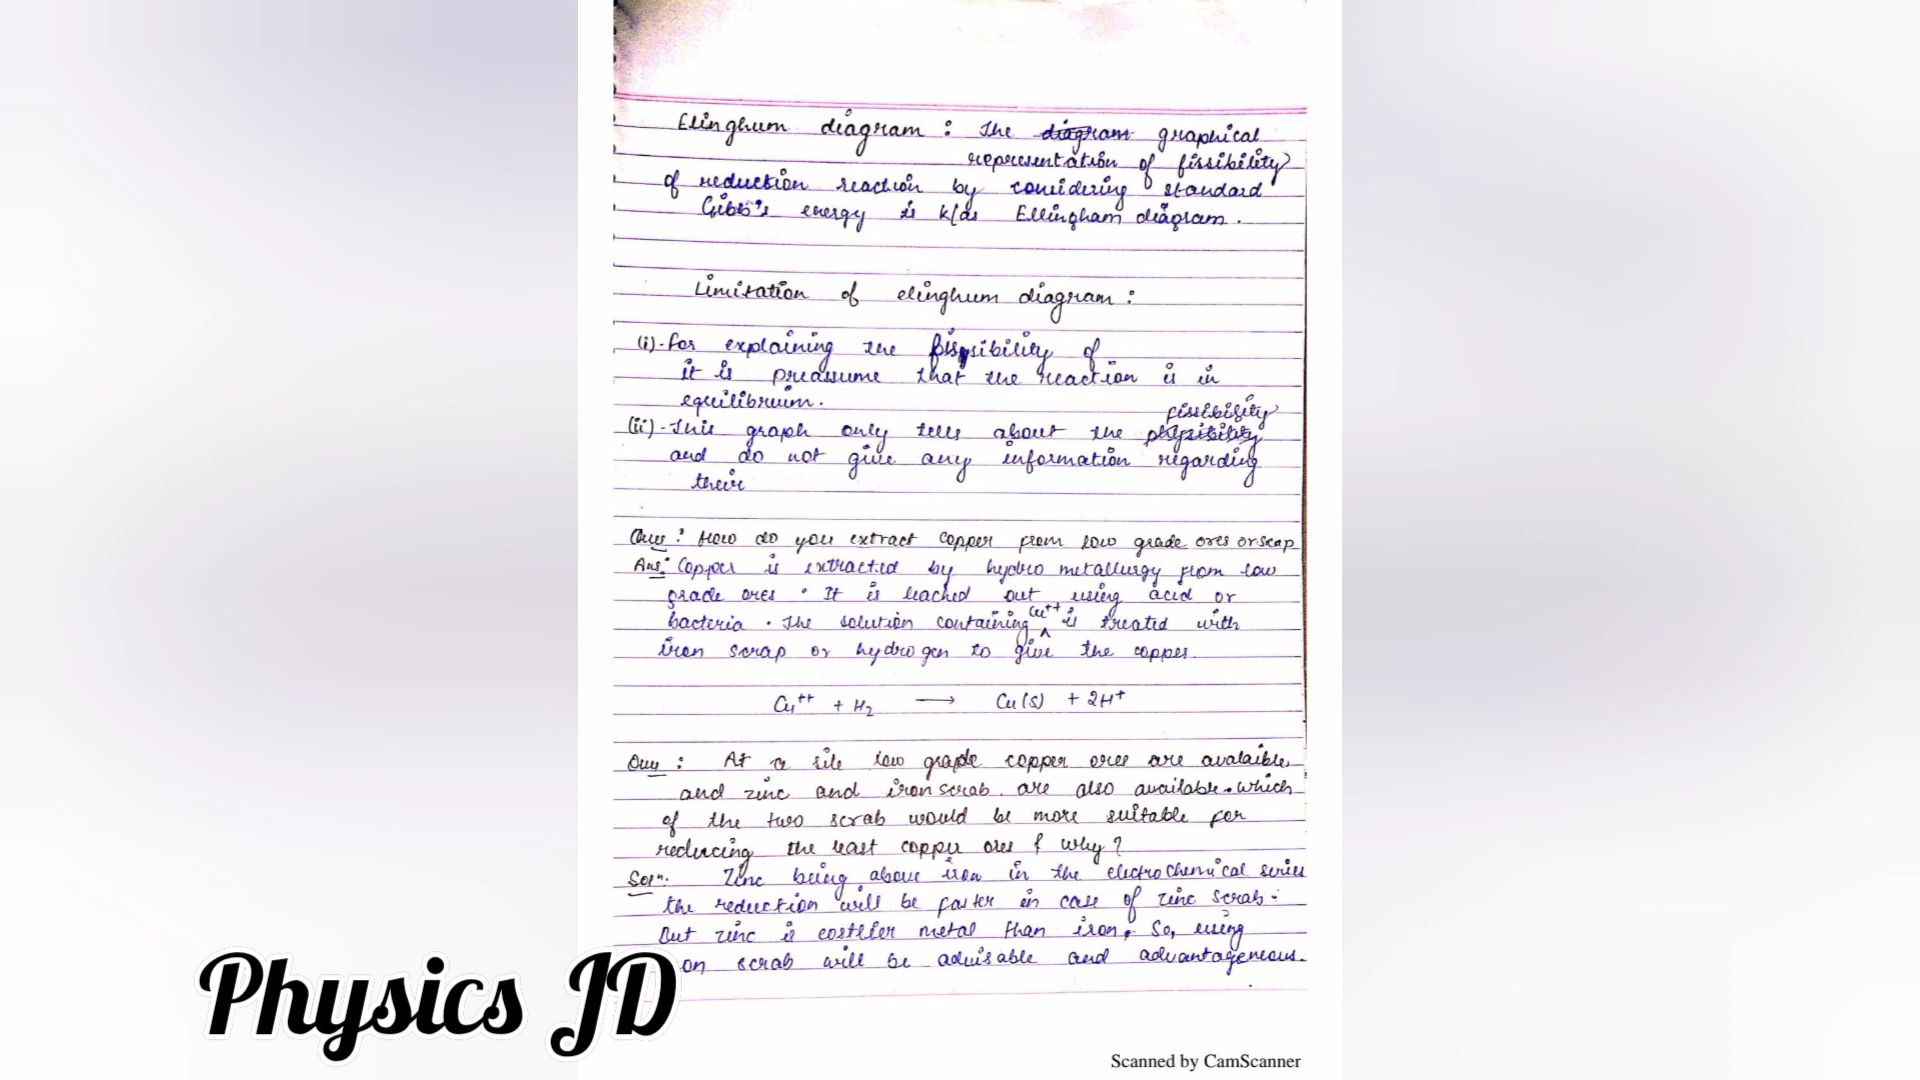 Elinghum diagram : The diagram graphical
representation of fissibility
of reduction reaction by considering standard
Gibb's energy is k/as Ellingham diagram.
Limitation of elinghum diagram :
(i)- For explaining the fissibility of
it is preassume that the reaction is in
equilibrium.
fissibility
(ii)- This graph only tells about the
and do not give any information regarding
their
Ques : How do you extract copper from low grade ores or scap
Ans : Copper is extracted by hydro metallurgy from low
grade ores . It is leached out using acid or
bacteria . The solution containing Cu++ is treated with
iron scrap or hydrogen to give the copper.
Cu++ + H2 → Cu(s) + 2H+
Ques : At a site low grade copper ores are avalaible
and zinc and iron scrab are also available. which
of the two scrab would be more suitable for
reducing the least copper ores & why?
Soln. Zinc being above iron in the electrochemical series
the reduction will be faster in case of zinc scrab.
But zinc is costlier metal than iron. So, using
on scrab will be advisable and advantageneous.
Physics JD
Scanned by CamScanner